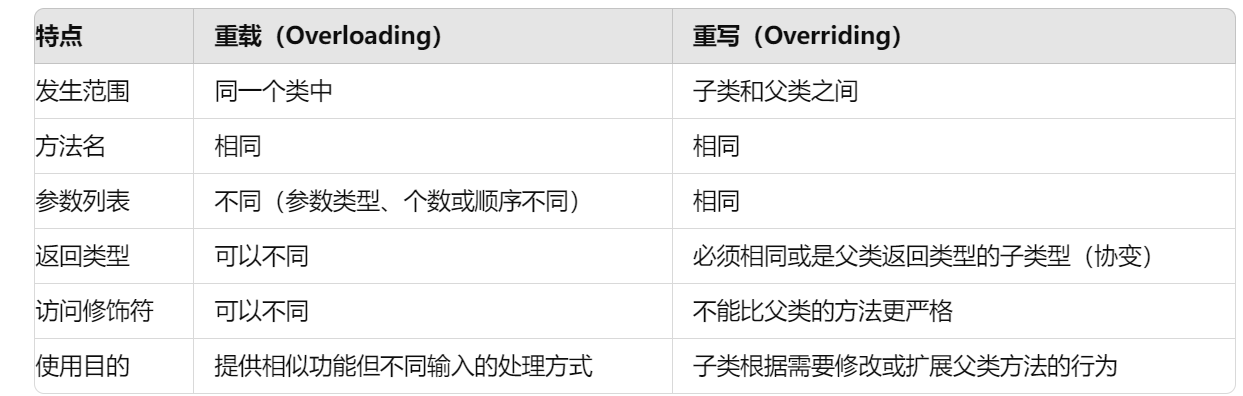 特点 重载（Overloading） 重写（Overriding）
发生范围 同一个类中 子类和父类之间
方法名 相同 相同
参数列表 不同（参数类型、个数或顺序不同） 相同
返回类型 可以不同 必须相同或是父类返回类型的子类型（协变）
访问修饰符 可以不同 不能比父类的方法更严格
使用目的 提供相似功能但不同输入的处理方式 子类根据需要修改或扩展父类方法的行为